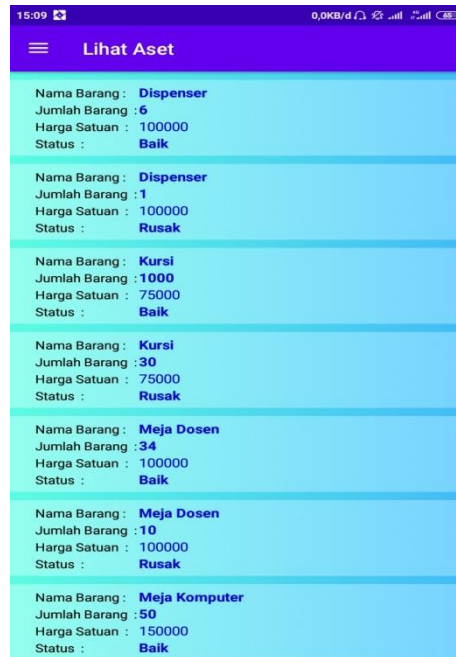 15:09 0,0KB/d 4G 65
Lihat Aset
Nama Barang : Dispenser
Jumlah Barang : 6
Harga Satuan : 100000
Status : Baik
Nama Barang : Dispenser
Jumlah Barang : 1
Harga Satuan : 100000
Status : Rusak
Nama Barang : Kursi
Jumlah Barang : 1000
Harga Satuan : 75000
Status : Baik
Nama Barang : Kursi
Jumlah Barang : 30
Harga Satuan : 75000
Status : Rusak
Nama Barang : Meja Dosen
Jumlah Barang : 34
Harga Satuan : 100000
Status : Baik
Nama Barang : Meja Dosen
Jumlah Barang : 10
Harga Satuan : 100000
Status : Rusak
Nama Barang : Meja Komputer
Jumlah Barang : 50
Harga Satuan : 150000
Status : Baik